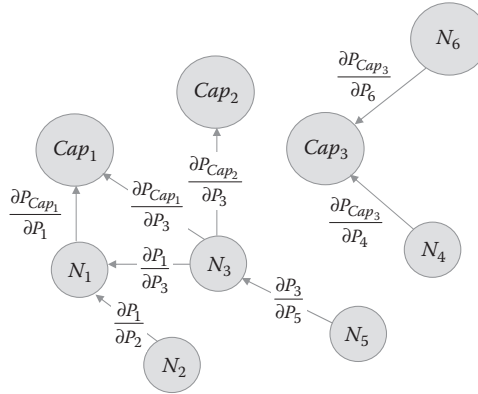 N₆
∂P_Cap₃
∂P₆
Cap₂
Cap₁
Cap₃
∂P_Cap₁
∂P₁
∂P_Cap₁
∂P₃
∂P_Cap₂
∂P₃
∂P_Cap₃
∂P₄
N₄
N₁
∂P₁
∂P₃
N₃
∂P₃
∂P₅
∂P₁
∂P₂
N₅
N₂